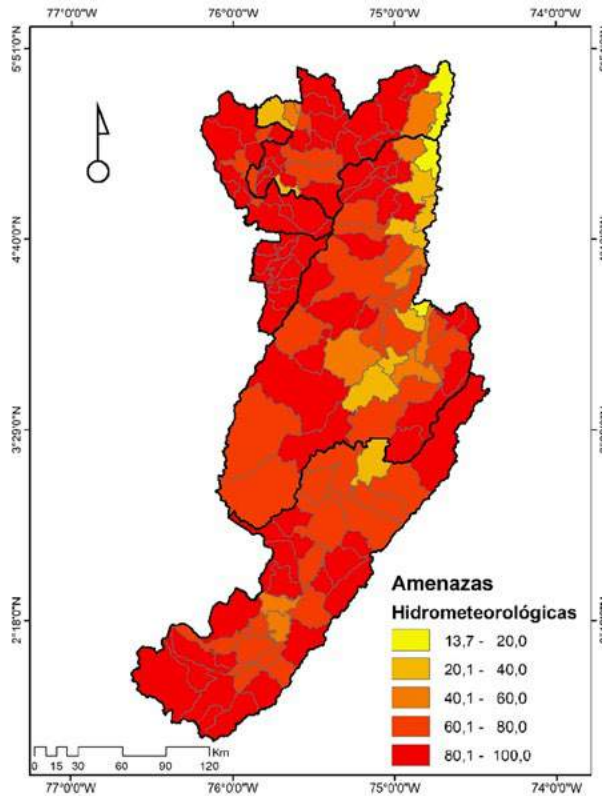 77°0'0"W 76°0'0"W 75°0'0"W 74°0'0"W
5°51'0"N
4°40'0"N
3°29'0"N
2°18'0"N
Amenazas
Hidrometeorológicas
13,7 - 20,0
20,1 - 40,0
40,1 - 60,0
60,1 - 80,0
80,1 - 100,0
Km
0 15 30 60 90 120
77°0'0"W 76°0'0"W 75°0'0"W 74°0'0"W